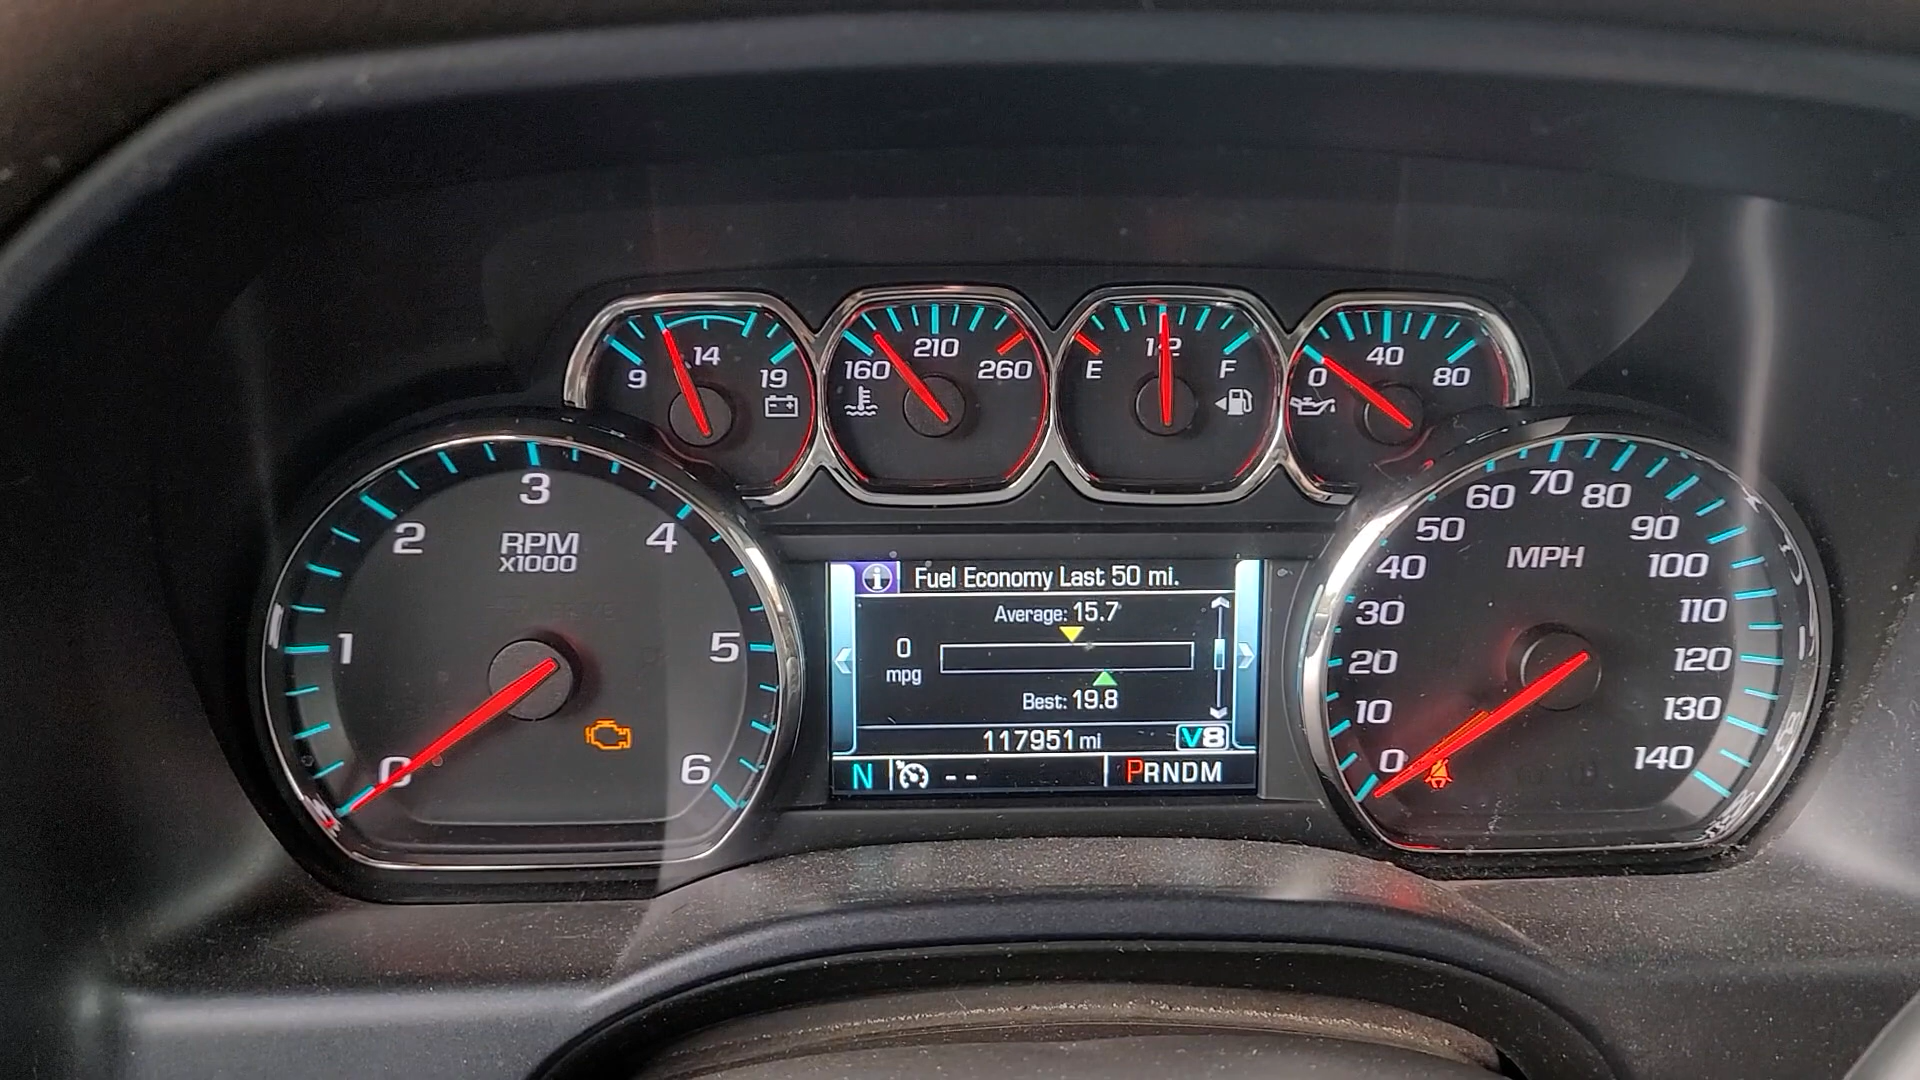 9 14 19
160 210 260
E 1/2 F
0 40 80
0 1 2 3 4 5 6
RPM
x1000
Fuel Economy Last 50 mi.
Average: 15.7
0
mpg
Best: 19.8
117951 mi V8
N -- PRNDM
0 10 20 30 40 50 60 70 80 90 100 110 120 130 140
MPH